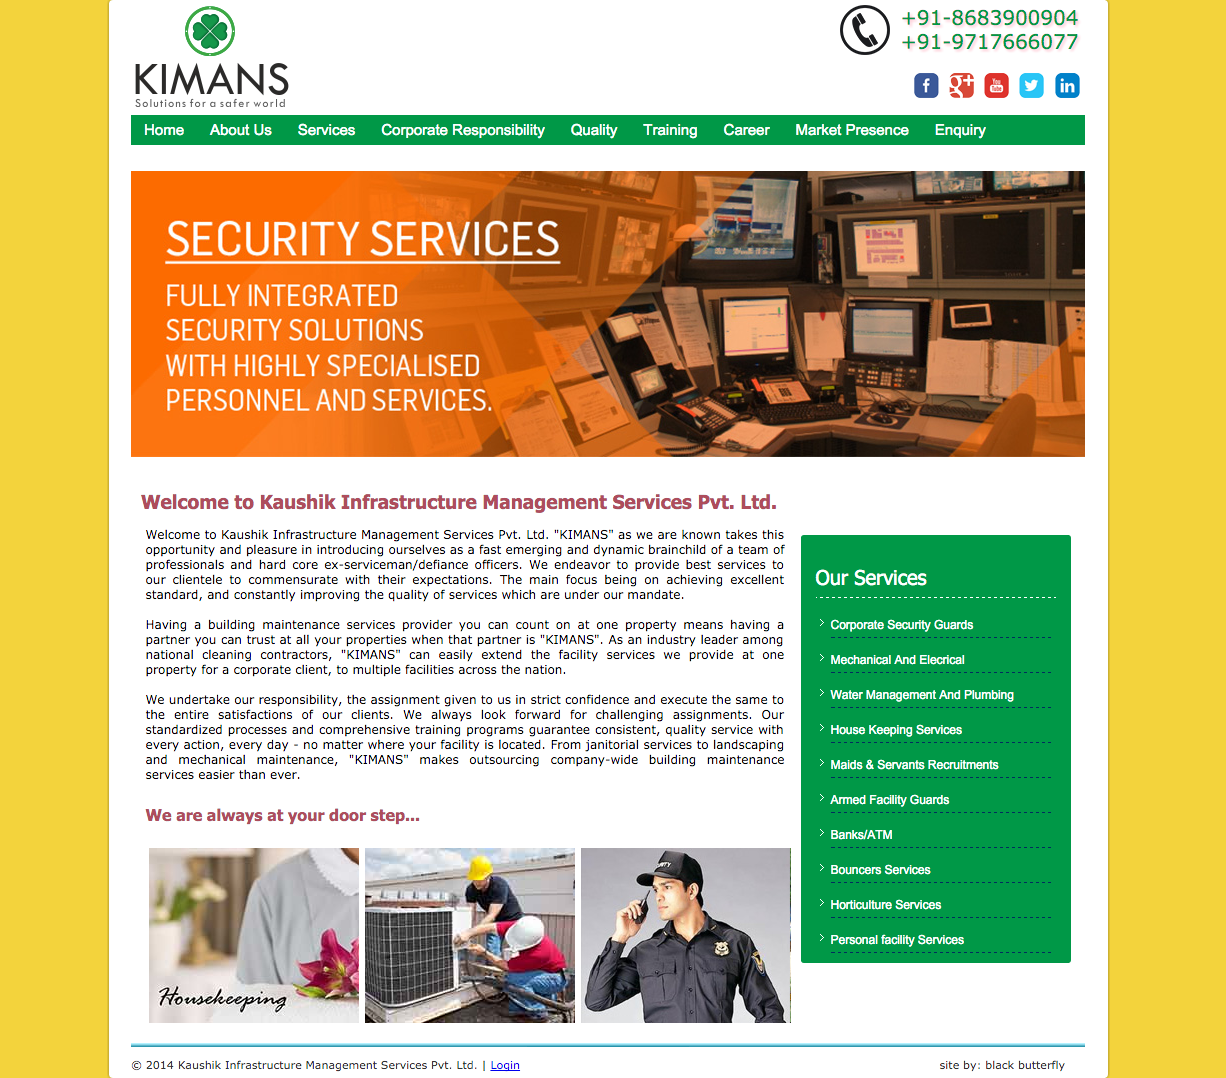 KIMANS
Solutions for a safer world
+91-8683900904
+91-9717666077
Home About Us Services Corporate Responsibility Quality Training Career Market Presence Enquiry
SECURITY SERVICES
FULLY INTEGRATED
SECURITY SOLUTIONS
WITH HIGHLY SPECIALISED
PERSONNEL AND SERVICES.
Welcome to Kaushik Infrastructure Management Services Pvt. Ltd.
Welcome to Kaushik Infrastructure Management Services Pvt. Ltd. "KIMANS" as we are known takes this
opportunity and pleasure in introducing ourselves as a fast emerging and dynamic brainchild of a team of
professionals and hard core ex-serviceman/defiance officers. We endeavor to provide best services to
our clientele to commensurate with their expectations. The main focus being on achieving excellent
standard, and constantly improving the quality of services which are under our mandate.
Having a building maintenance services provider you can count on at one property means having a
partner you can trust at all your properties when that partner is "KIMANS". As an industry leader among
national cleaning contractors, "KIMANS" can easily extend the facility services we provide at one
property for a corporate client, to multiple facilities across the nation.
We undertake our responsibility, the assignment given to us in strict confidence and execute the same to
the entire satisfactions of our clients. We always look forward for challenging assignments. Our
standardized processes and comprehensive training programs guarantee consistent, quality service with
every action, every day - no matter where your facility is located. From janitorial services to landscaping
and mechanical maintenance, "KIMANS" makes outsourcing company-wide building maintenance
services easier than ever.
We are always at your door step...
Housekeeping
Our Services
Corporate Security Guards
Mechanical And Elecrical
Water Management And Plumbing
House Keeping Services
Maids & Servants Recruitments
Armed Facility Guards
Banks/ATM
Bouncers Services
Horticulture Services
Personal facility Services
© 2014 Kaushik Infrastructure Management Services Pvt. Ltd. | Login
site by: black butterfly